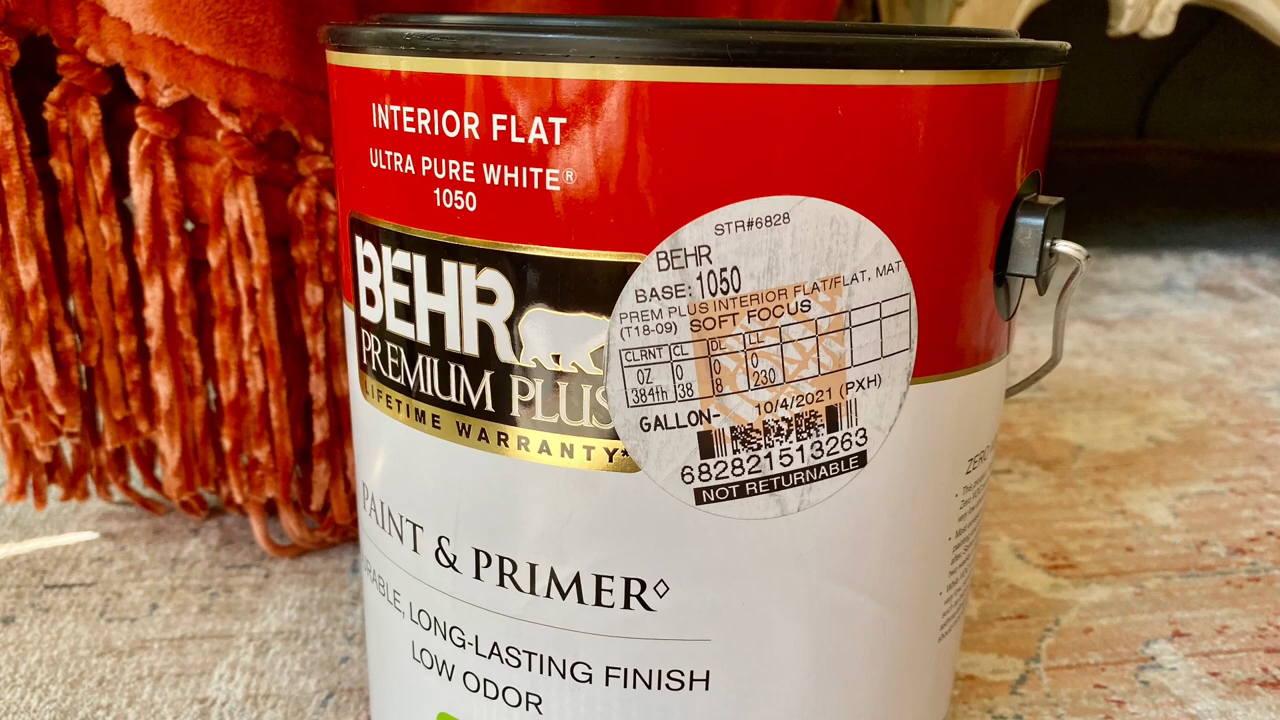 INTERIOR FLAT
ULTRA PURE WHITE®
1050
BEHR
PREMIUM PLUS
LIFETIME WARRANTY*
STR#6828
BEHR
BASE: 1050
PREM PLUS INTERIOR FLAT/FLAT, MAT
(T18-09) SOFT FOCUS
CLRNT CL DL LL
OZ 0 0 0
384th 38 8 230
GALLON- 10/4/2021 (PXH)
682821513263
NOT RETURNABLE
PAINT & PRIMER◊
LONG-LASTING FINISH
LOW ODOR
ZERO